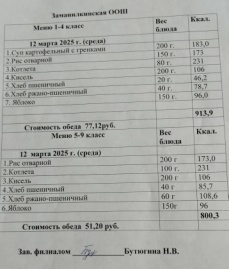 Заманилкинская ООШ
Меню 1-4 класс
Вес блюда
Ккал.
12 марта 2025 г. (среда)
1.Суп картофельный с гренками 200 г. 183,0
2.Рис отварной 150 г. 173
3.Котлета 80 г. 231
4.Кисель 200 г. 106
5.Хлеб пшеничный 20 г. 46,2
6.Хлеб ржано-пшеничный 40 г. 78,7
7. Яблоко 150 г. 96,0
913,9
Стоимость обеда 77,12руб.
Меню 5-9 класс
Вес блюда
Ккал.
12 марта 2025 г. (среда)
1.Рис отварной 200 г 173,0
2.Котлета 100 г. 231
3.Кисель 200 г 106
4.Хлеб пшеничный 40 г 85,7
5.Хлеб ржано-пшеничный 60 г 108,6
6.Яблоко 150г 96
800,3
Стоимость обеда 51,20 руб.
Зав. филиалом Бутюгина Н.В.